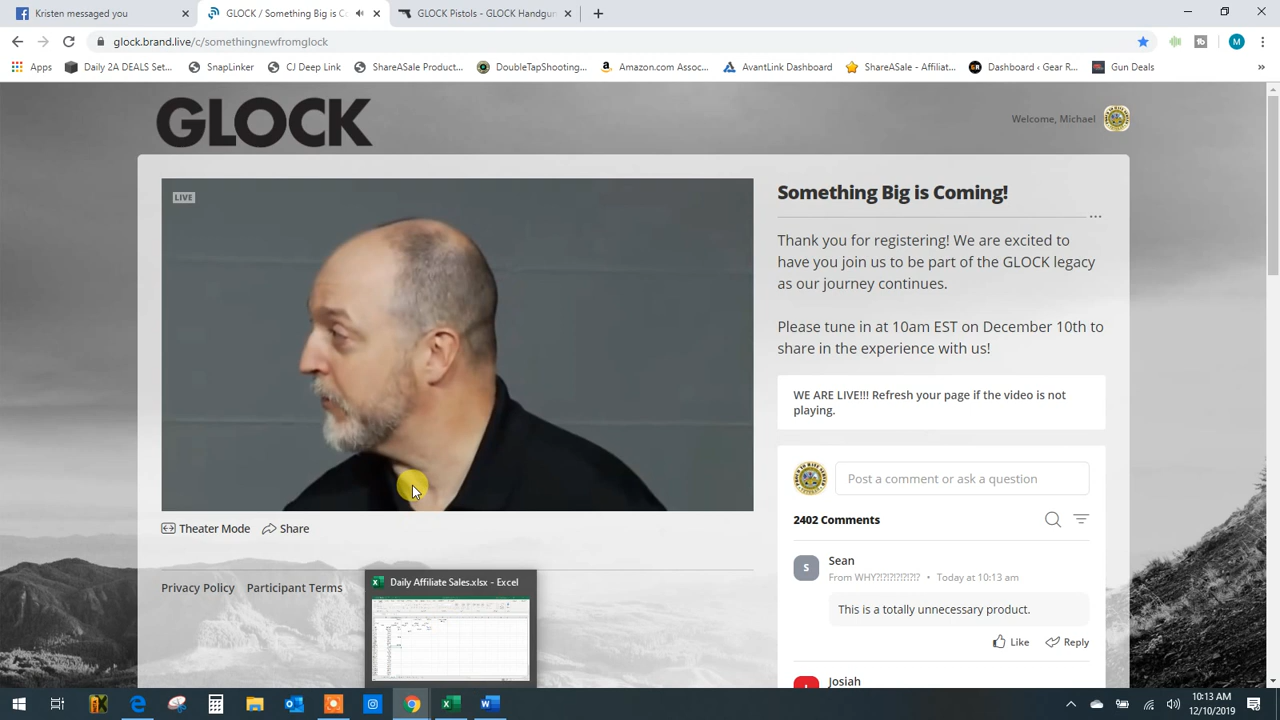 Kristen messaged you
GLOCK / Something Big is Co
GLOCK Pistols - GLOCK Handgun
glock.brand.live/c/somethingnewfromglock
Apps
Daily 2A DEALS Set...
SnapLinker
CJ Deep Link
ShareASale Produc...
DoubleTapShooting...
Amazon.com Assoc...
AvantLink Dashboard
ShareASale - Affiliat...
Dashboard ‹ Gear R...
Gun Deals
GLOCK
Welcome, Michael
LIVE
Something Big is Coming!
Thank you for registering! We are excited to
have you join us to be part of the GLOCK legacy
as our journey continues.
Please tune in at 10am EST on December 10th to
share in the experience with us!
WE ARE LIVE!!! Refresh your page if the video is not
playing.
Post a comment or ask a question
2402 Comments
Theater Mode
Share
Privacy Policy
Participant Terms
Daily Affiliate Sales.xlsx - Excel
S
Sean
From WHY?!?!?!?!?!?! • Today at 10:13 am
This is a totally unnecessary product.
Like
Reply
Josiah
10:13 AM
12/10/2019